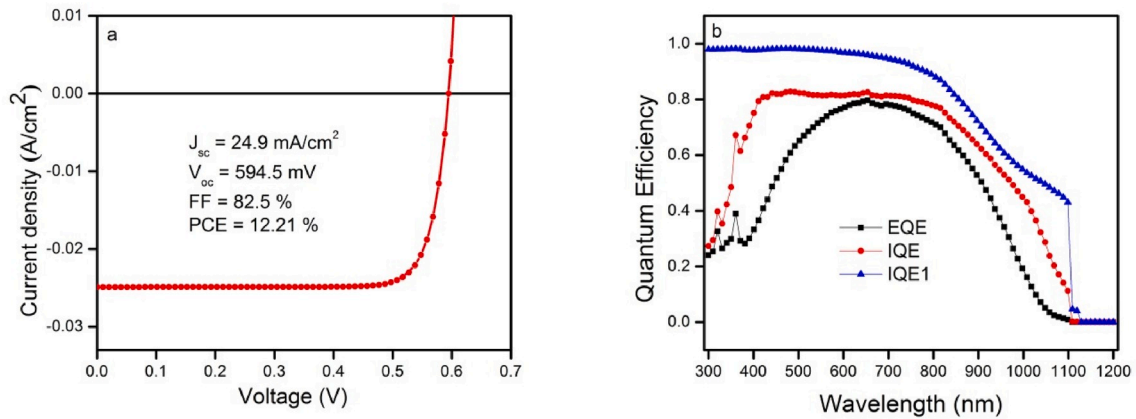 a
Current density (A/cm²)
0.01
0.00
-0.01
-0.02
-0.03
J_sc = 24.9 mA/cm²
V_oc = 594.5 mV
FF = 82.5 %
PCE = 12.21 %
0.0 0.1 0.2 0.3 0.4 0.5 0.6 0.7
Voltage (V)
b
Quantum Efficiency
1.0
0.8
0.6
0.4
0.2
0.0
EQE
IQE
IQE1
300 400 500 600 700 800 900 1000 1100 1200
Wavelength (nm)